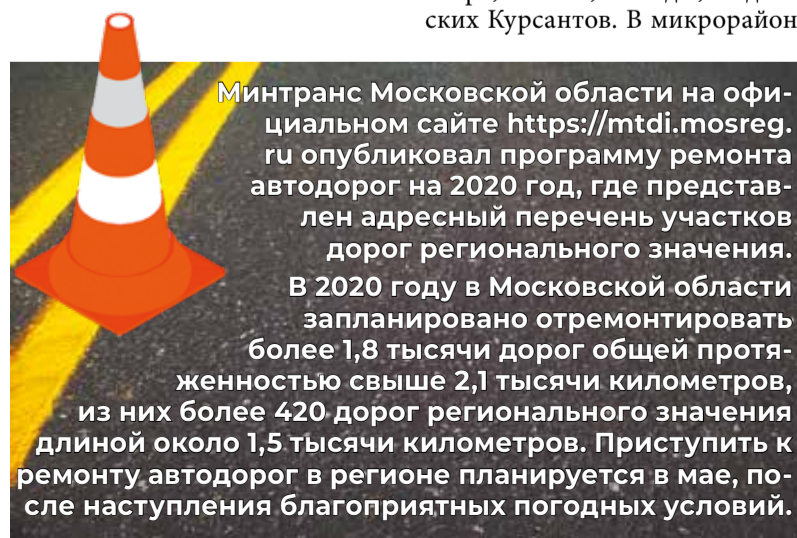 ских Курсантов. В микрорайон
Минтранс Московской области на офи-
циальном сайте https://mtdi.mosreg.
ru опубликовал программу ремонта
автодорог на 2020 год, где представ-
лен адресный перечень участков
дорог регионального значения.
В 2020 году в Московской области
запланировано отремонтировать
более 1,8 тысячи дорог общей протя-
женностью свыше 2,1 тысячи километров,
из них более 420 дорог регионального значения
длиной около 1,5 тысячи километров. Приступить к
ремонту автодорог в регионе планируется в мае, по-
сле наступления благоприятных погодных условий.